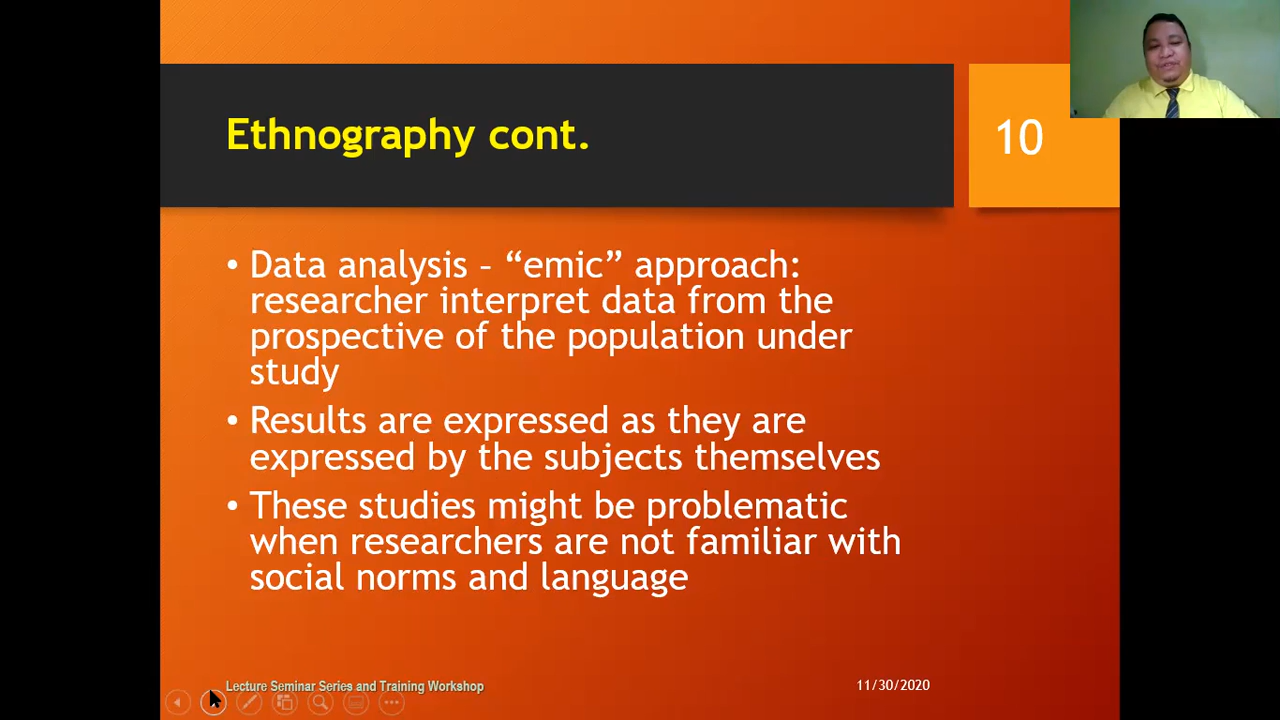 Ethnography cont.
10
• Data analysis – “emic” approach:
researcher interpret data from the
prospective of the population under
study
• Results are expressed as they are
expressed by the subjects themselves
• These studies might be problematic
when researchers are not familiar with
social norms and language
Lecture Seminar Series and Training Workshop
11/30/2020